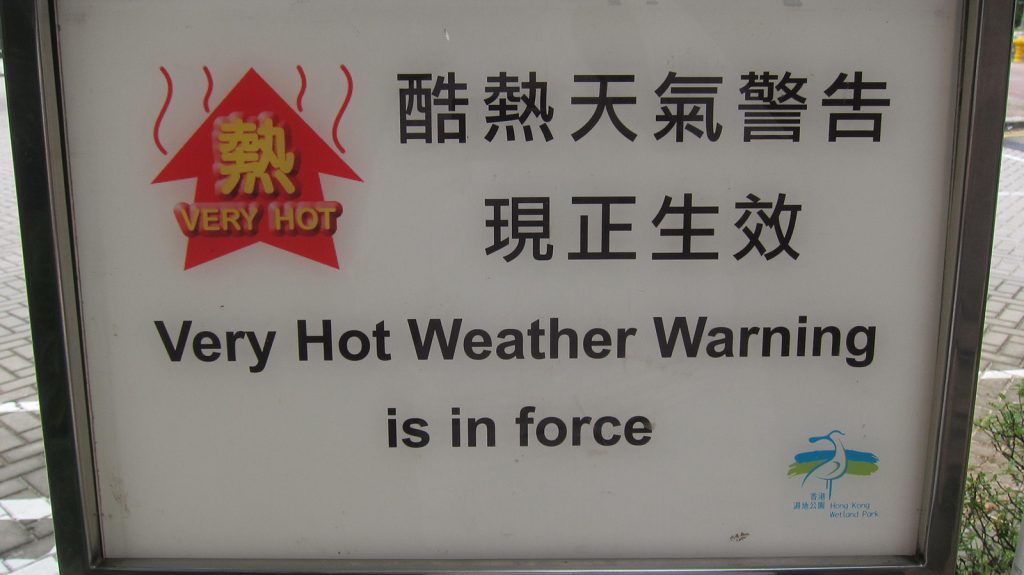 熱
VERY HOT
酷熱天氣警告
現正生效
Very Hot Weather Warning
is in force
香港
濕地公園
Hong Kong
Wetland Park